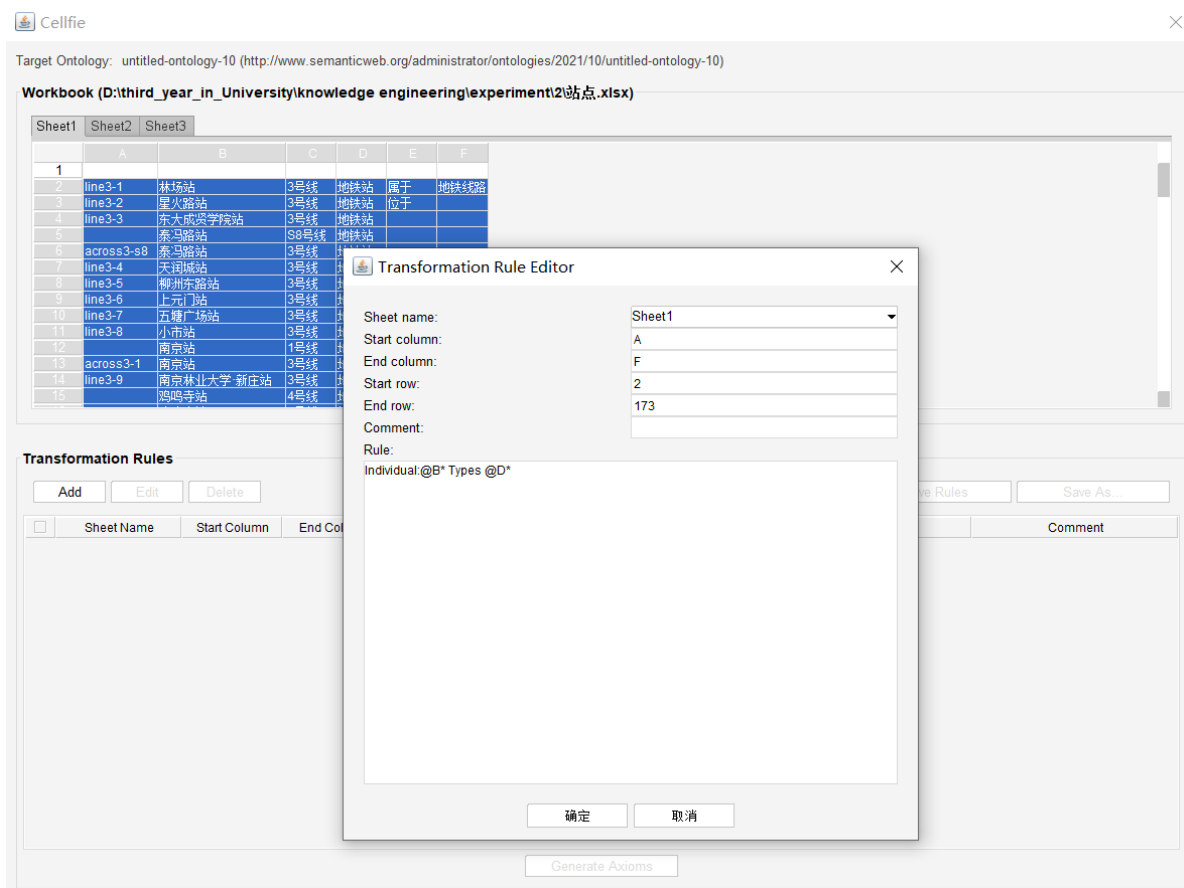 Cellfie
Target Ontology: untitled-ontology-10 (http://www.semanticweb.org/administrator/ontologies/2021/10/untitled-ontology-10)
Workbook (D:\third_year_in_University\knowledge engineering\experiment\2\站点.xlsx)
Sheet1 Sheet2 Sheet3
A B C D E F
1
2 line3-1 林场站 3号线 地铁站 属于 地铁线路
3 line3-2 星火路站 3号线 地铁站 位于
4 line3-3 东大成贤学院站 3号线 地铁站
5 泰冯路站 S8号线 地铁站
6 across3-s8 泰冯路站 3号线
7 line3-4 天润城站 3号线
8 line3-5 柳洲东路站 3号线
9 line3-6 上元门站 3号线
10 line3-7 五塘广场站 3号线
11 line3-8 小市站 3号线
12 南京站 1号线
13 across3-1 南京站 3号线
14 line3-9 南京林业大学·新庄站 3号线
15 鸡鸣寺站 4号线
Transformation Rules
Add Edit Delete
ve Rules Save As...
Sheet Name Start Column End Col Comment
Transformation Rule Editor
Sheet name: Sheet1
Start column: A
End column: F
Start row: 2
End row: 173
Comment:
Rule:
Individual:@B* Types @D*
确定 取消
Generate Axioms